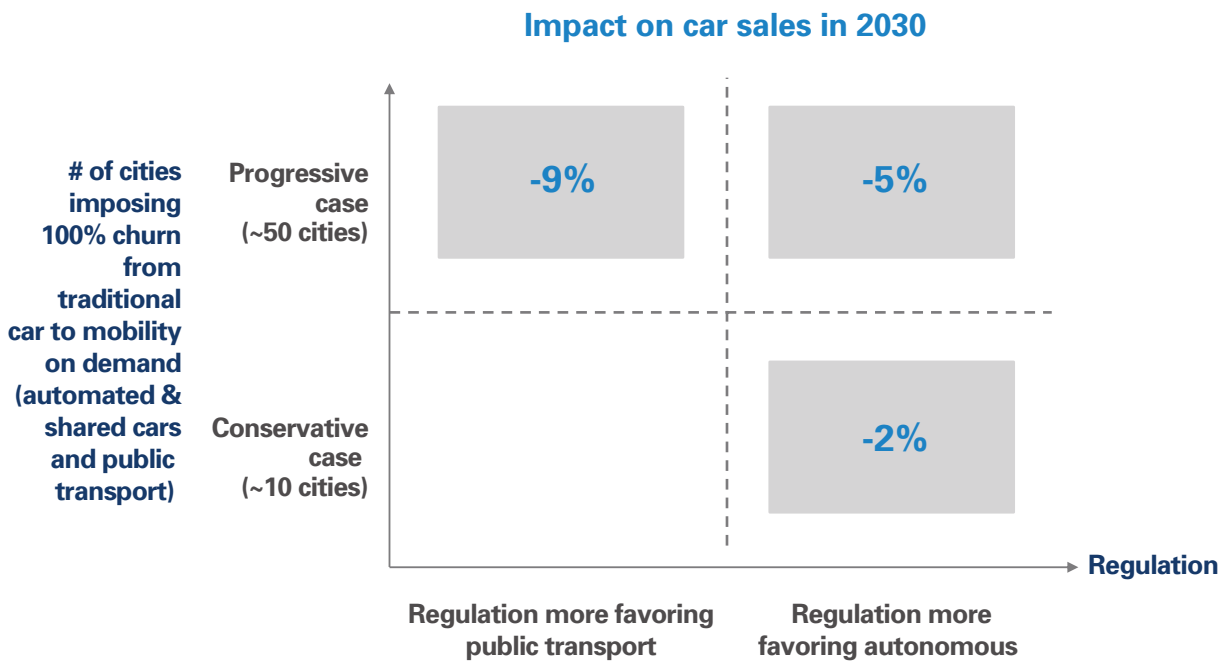 Impact on car sales in 2030
# of cities
imposing
100% churn
from
traditional
car to mobility
on demand
(automated &
shared cars
and public
transport)
Progressive
case
(~50 cities)
-9%
-5%
Conservative
case
(~10 cities)
-2%
Regulation
Regulation more favoring
public transport
Regulation more
favoring autonomous